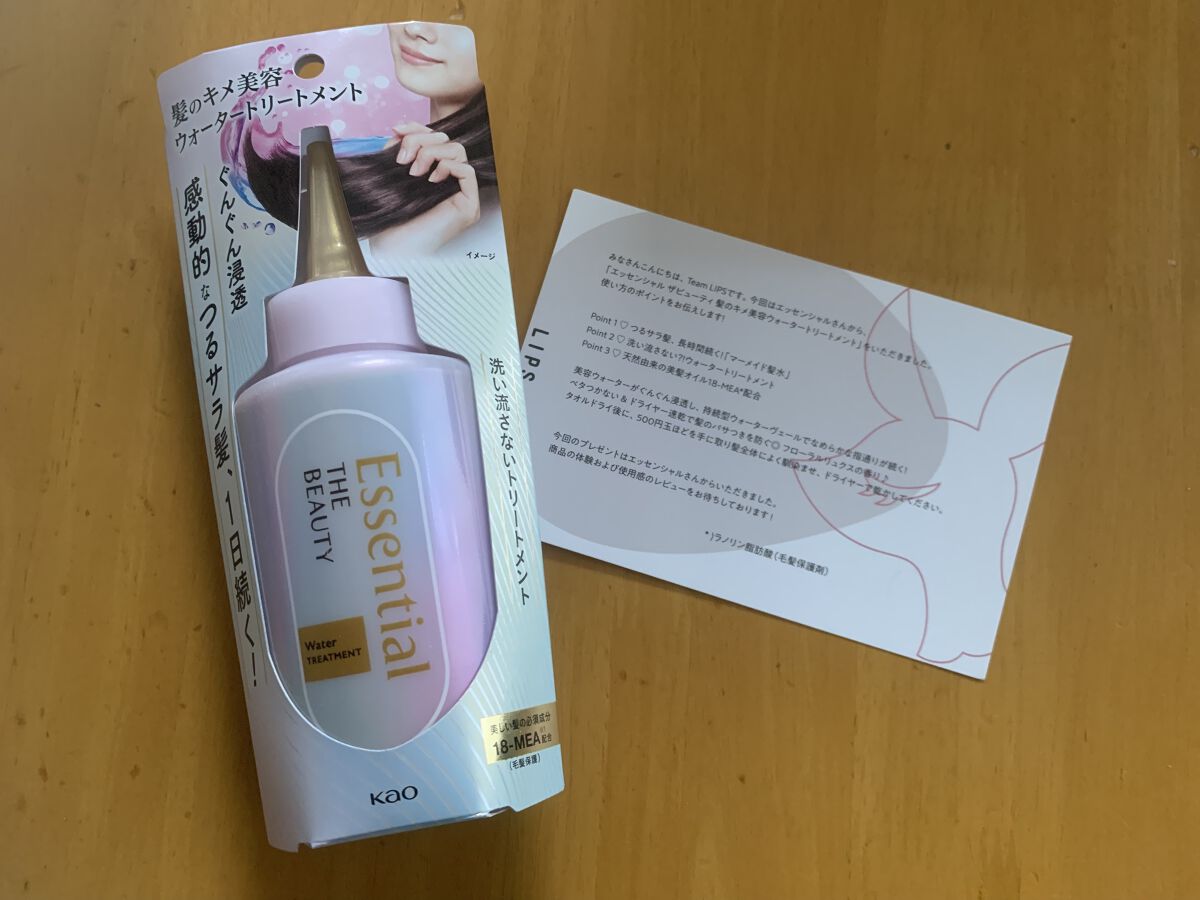 髪のキメ美容
ウォータートリートメント
ぐんぐん浸透
感動的なつるサラ髪、1日続く!
イメージ
洗い流さないトリートメント
Essential
THE
BEAUTY
Water
TREATMENT
美しい髪の必須成分
18-MEA※1配合
(毛髪保護)
Kao
LIPS
みなさんこんにちは、Team LIPSです。今回はエッセンシャルさんから、
「エッセンシャル ザビューティ 髪のキメ美容ウォータートリートメント」をいただきました。
使い方のポイントをお伝えします!
Point 1 ♡ つるサラ髪、長時間続く!「マーメイド髪水」
Point 2 ♡ 洗い流さない?!ウォータートリートメント
Point 3 ♡ 天然由来の美髪オイル18-MEA*配合
美容ウォーターがぐんぐん浸透し、持続型ウォーターヴェールでなめらかな指通りが続く!
ベタつかない & ドライヤー速乾で髪のパサつきを防ぐ◎ フローラルリュクスの香り♪
タオルドライ後に、500円玉ほどを手に取り髪全体によく馴染ませ、ドライヤーで乾かしてください。
今回のプレゼントはエッセンシャルさんからいただきました。
商品の体験および使用感のレビューをお待ちしております!
*)ラノリン脂肪酸(毛髪保護剤)